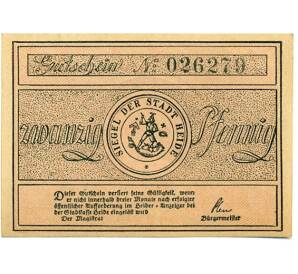 Gutschein No 026279
zwanzig Pfennig
SIEGEL DER STADT HEIDE
Dieser Gutschein verliert seine Gültigkeit, wenn
er nicht innerhalb dreier Monate nach erfolgter
öffentlicher Aufforderung im Heider Anzeiger bei
der Stadtkasse Heide eingelöst wird
Der Magistrat
Bürgermeister